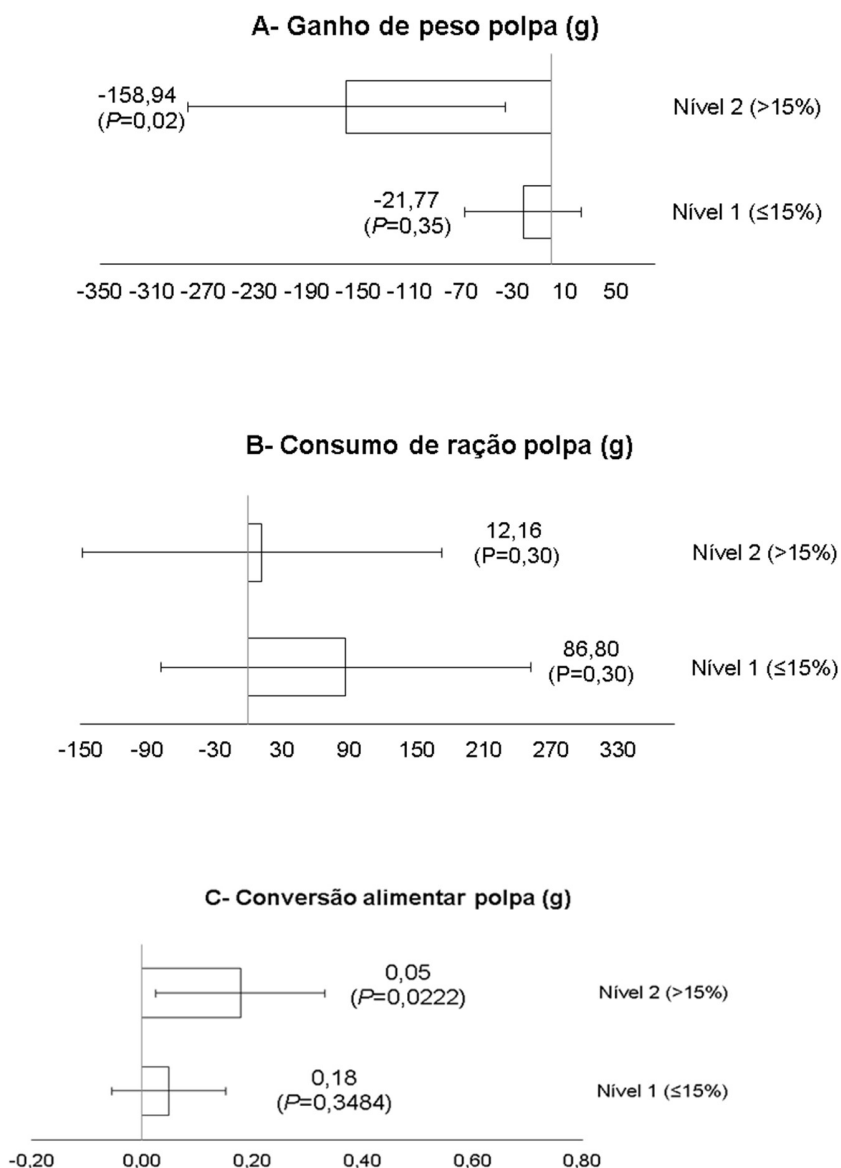 A- Ganho de peso polpa (g)
-158,94
(P=0,02)
Nível 2 (>15%)
-21,77
(P=0,35)
Nível 1 (≤15%)
-350 -310 -270 -230 -190 -150 -110 -70 -30 10 50
B- Consumo de ração polpa (g)
12,16
(P=0,30)
Nível 2 (>15%)
86,80
(P=0,30)
Nível 1 (≤15%)
-150 -90 -30 30 90 150 210 270 330
C- Conversão alimentar polpa (g)
0,05
(P=0,0222)
Nível 2 (>15%)
0,18
(P=0,3484)
Nível 1 (≤15%)
-0,20 0,00 0,20 0,40 0,60 0,80